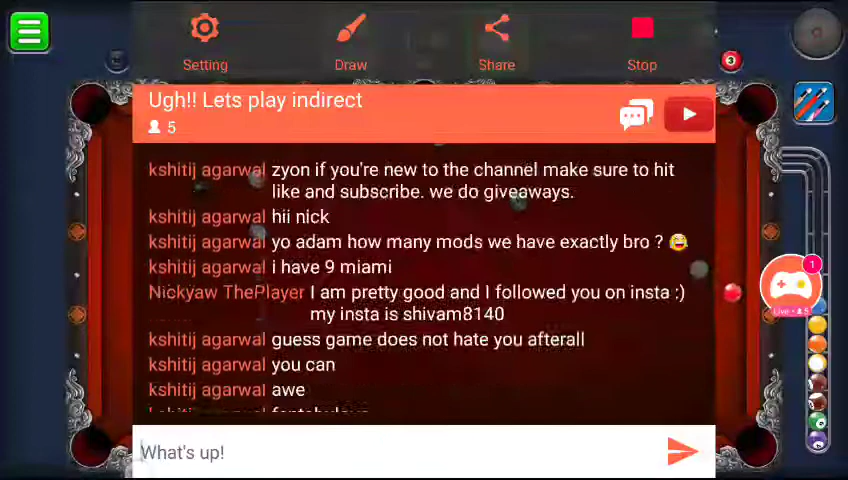 Setting
Draw
Share
Stop
3
Ugh!! Lets play indirect
5
kshitij agarwal zyon if you're new to the channel make sure to hit
like and subscribe. we do giveaways.
kshitij agarwal hii nick
kshitij agarwal yo adam how many mods we have exactly bro ? 😂
kshitij agarwal i have 9 miami
Nickyaw ThePlayer I am pretty good and I followed you on insta :)
my insta is shivam8140
kshitij agarwal guess game does not hate you afterall
kshitij agarwal you can
kshitij agarwal awe
1
Live • 5
What's up!